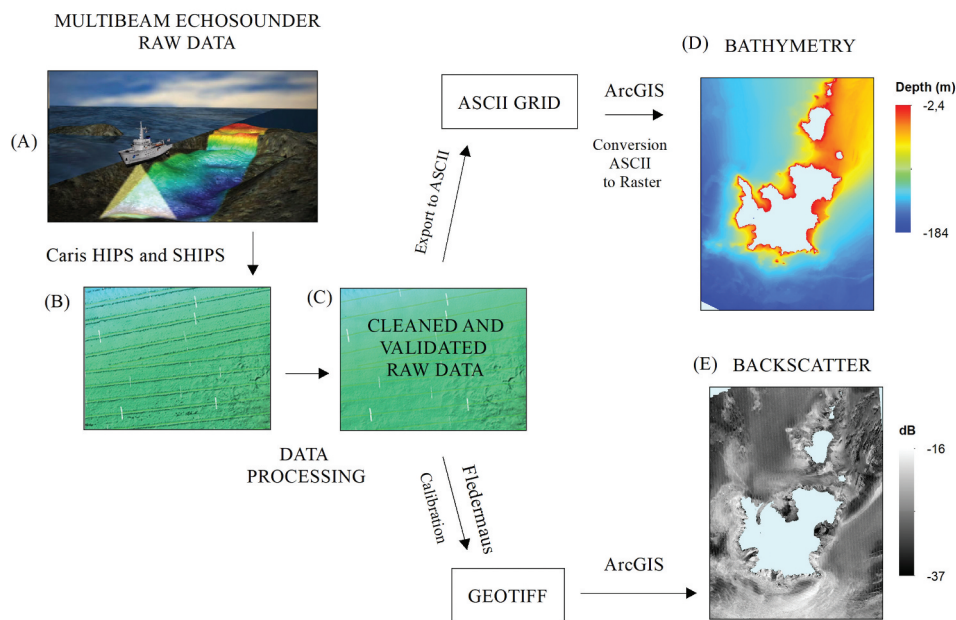 MULTIBEAM ECHOSOUNDER
RAW DATA
(A)
Caris HIPS and SHIPS
(B)
(C)
CLEANED AND
VALIDATED
RAW DATA
DATA
PROCESSING
Export to ASCII
ASCII GRID
ArcGIS
Conversion
ASCII
to Raster
(D)
BATHYMETRY
Depth (m)
-2,4
-184
Fledermaus
Calibration
GEOTIFF
ArcGIS
(E)
BACKSCATTER
dB
-16
-37